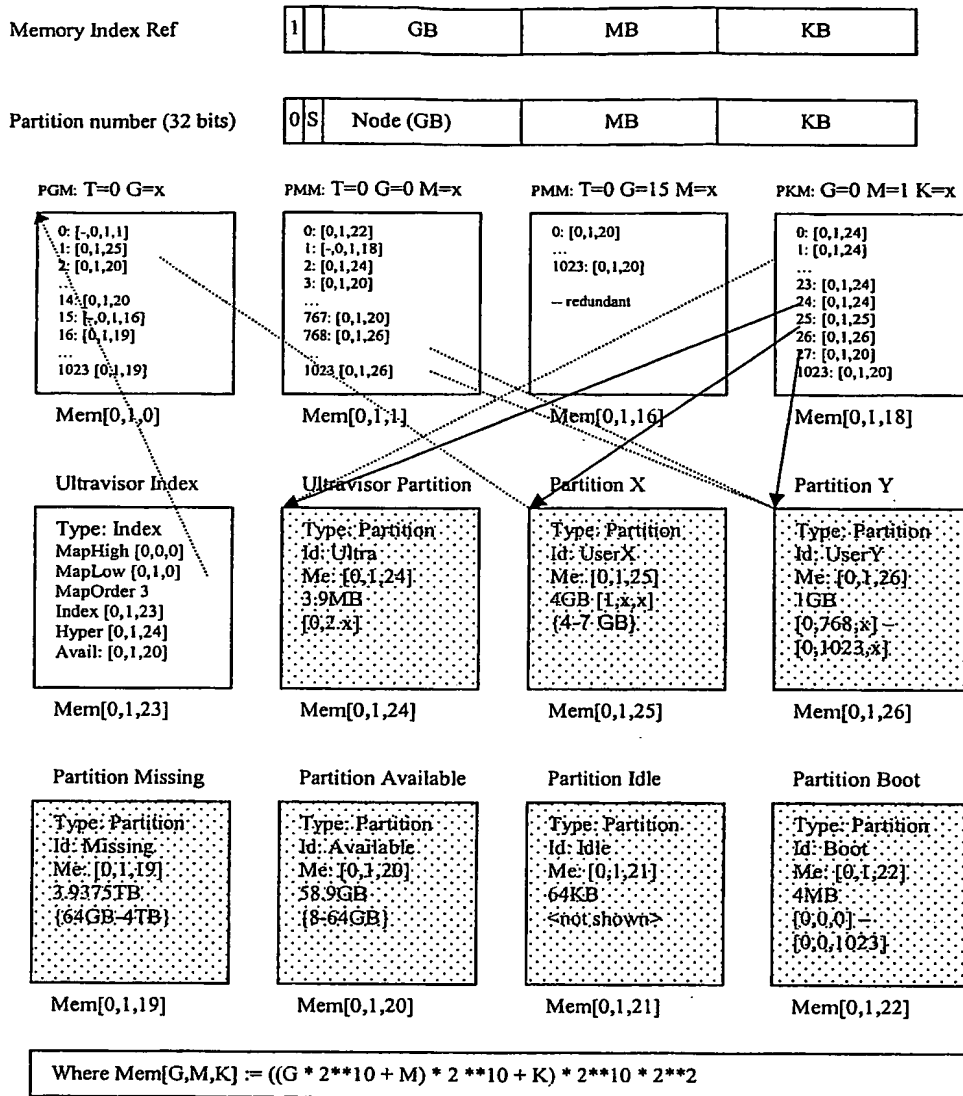 Memory Index Ref
1 GB MB KB
Partition number (32 bits)
0 S Node (GB) MB KB
PGM: T=0 G=x
0: [-,0,1,1]
1: [0,1,25]
2: [0,1,20]
...
14: [0,1,20
15: [-,0,1,16]
16: [0,1,19]
...
1023 [0,1,19]
Mem[0,1,0]
PMM: T=0 G=0 M=x
0: [0,1,22]
1: [-,0,1,18]
2: [0,1,24]
3: [0,1,20]
...
767: [0,1,20]
768: [0,1,26]
...
1023 [0,1,26]
Mem[0,1,1]
PMM: T=0 G=15 M=x
0: [0,1,20]
...
1023: [0,1,20]
-- redundant
Mem[0,1,16]
PKM: G=0 M=1 K=x
0: [0,1,24]
1: [0,1,24]
...
23: [0,1,24]
24: [0,1,24]
25: [0,1,25]
26: [0,1,26]
27: [0,1,20]
1023: [0,1,20]
Mem[0,1,18]
Ultravisor Index
Type: Index
MapHigh [0,0,0]
MapLow [0,1,0]
MapOrder 3
Index [0,1,23]
Hyper [0,1,24]
Avail: [0,1,20]
Mem[0,1,23]
Ultravisor Partition
Type: Partition
Id: Ultra
Me: [0,1,24]
3.9MB
[0,2.x]
Mem[0,1,24]
Partition X
Type: Partition
Id: UserX
Me: [0,1,25]
4GB [1,x,x]
{4-7 GB}
Mem[0,1,25]
Partition Y
Type: Partition
Id: UserY
Me: [0,1,26]
1GB
[0,768,x] –
[0,1023,x]
Mem[0,1,26]
Partition Missing
Type: Partition
Id: Missing
Me: [0,1,19]
3.9375TB
{64GB-4TB}
Mem[0,1,19]
Partition Available
Type: Partition
Id: Available
Me: [0,1,20]
58.9GB
{8-64GB}
Mem[0,1,20]
Partition Idle
Type: Partition
Id: Idle
Me: [0,1,21]
64KB
<not shown>
Mem[0,1,21]
Partition Boot
Type: Partition
Id: Boot
Me: [0,1,22]
4MB
[0,0,0] –
[0,0,1023]
Mem[0,1,22]
Where Mem[G,M,K] := ((G * 2**10 + M) * 2 **10 + K) * 2**10 * 2**2